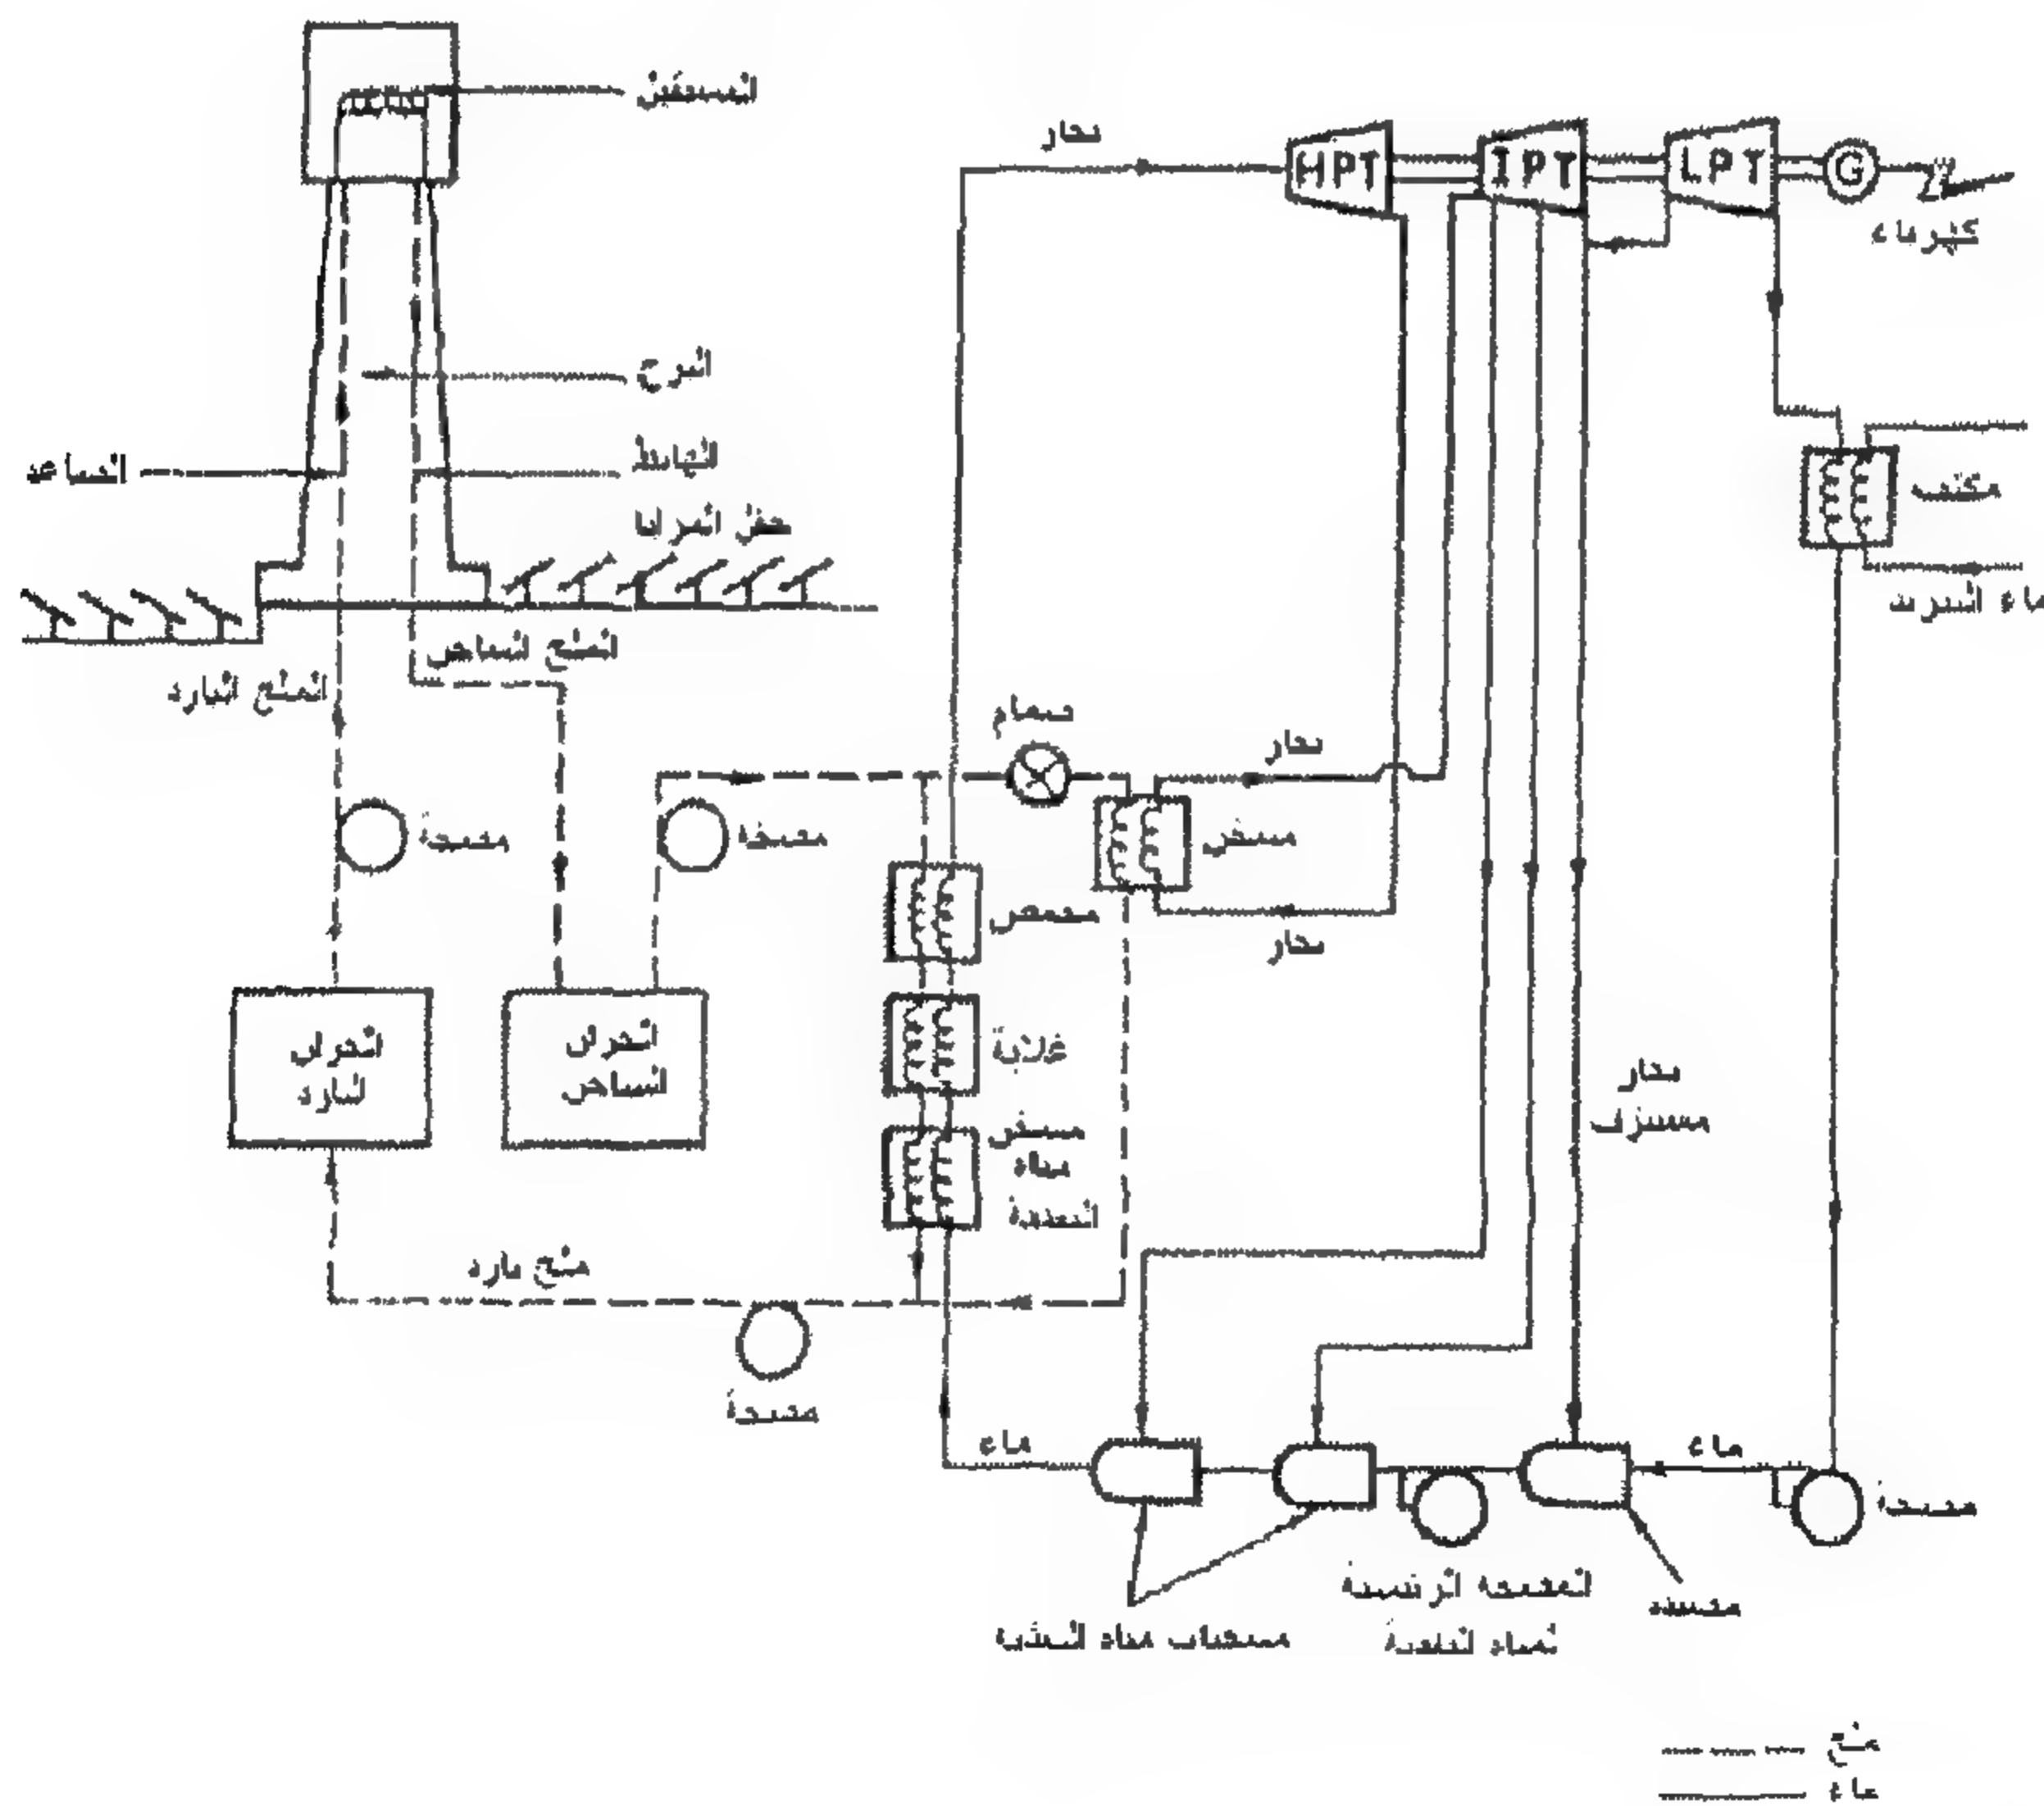 المستقبل
بخار
HPT
IPT
LPT
G
كهرباء
البرج
الصاعد
الهابط
حقل المرايا
مكثف
ماء التبريد
الملح الساخن
الملح البارد
صمام
بخار
مضخة
مضخة
مسخن
محمص
بخار
الخزان
البارد
الخزان
الساخن
غلاية
بخار
مستنزف
مسخن
مياه
التغذية
ملح بارد
مضخة
ماء
ماء
مضخة
المضخة الرئيسية
لمياه التغذية
مسخنات مياه التغذية
ملح
ماء